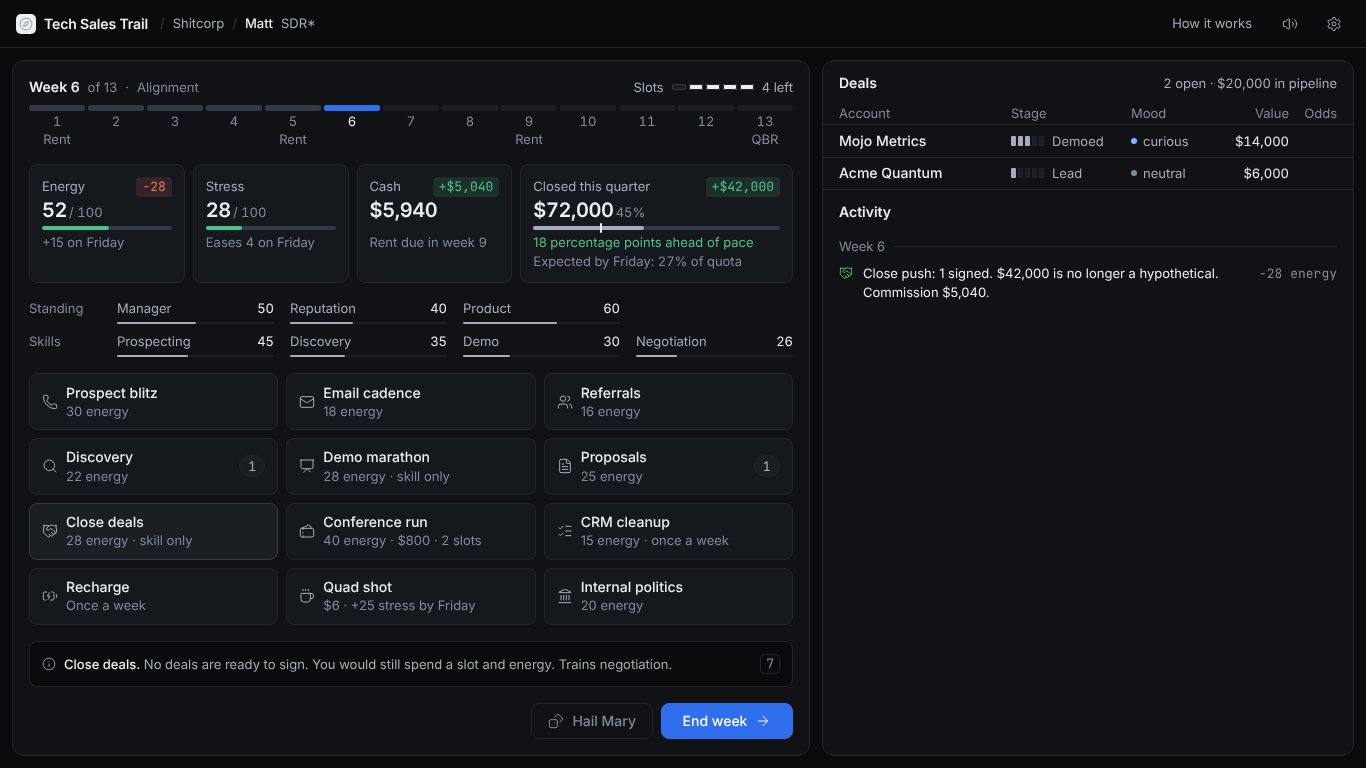 Tech Sales Trail / Shitcorp / Matt SDR*
How it works
Week 6 of 13 · Alignment
Slots 4 left
1 2 3 4 5 6 7 8 9 10 11 12 13
Rent Rent Rent QBR
Energy -28
52 / 100
+15 on Friday
Stress
28 / 100
Eases 4 on Friday
Cash +$5,040
$5,940
Rent due in week 9
Closed this quarter +$42,000
$72,000 45%
18 percentage points ahead of pace
Expected by Friday: 27% of quota
Standing Manager 50 Reputation 40 Product 60
Skills Prospecting 45 Discovery 35 Demo 30 Negotiation 26
Prospect blitz
30 energy
Email cadence
18 energy
Referrals
16 energy
Discovery
22 energy
1
Demo marathon
28 energy · skill only
Proposals
25 energy
1
Close deals
28 energy · skill only
Conference run
40 energy · $800 · 2 slots
CRM cleanup
15 energy · once a week
Recharge
Once a week
Quad shot
$6 · +25 stress by Friday
Internal politics
20 energy
Close deals. No deals are ready to sign. You would still spend a slot and energy. Trains negotiation. 7
Hail Mary
End week
Deals
2 open · $20,000 in pipeline
Account Stage Mood Value Odds
Mojo Metrics Demoed curious $14,000
Acme Quantum Lead neutral $6,000
Activity
Week 6
Close push: 1 signed. $42,000 is no longer a hypothetical. -28 energy
Commission $5,040.